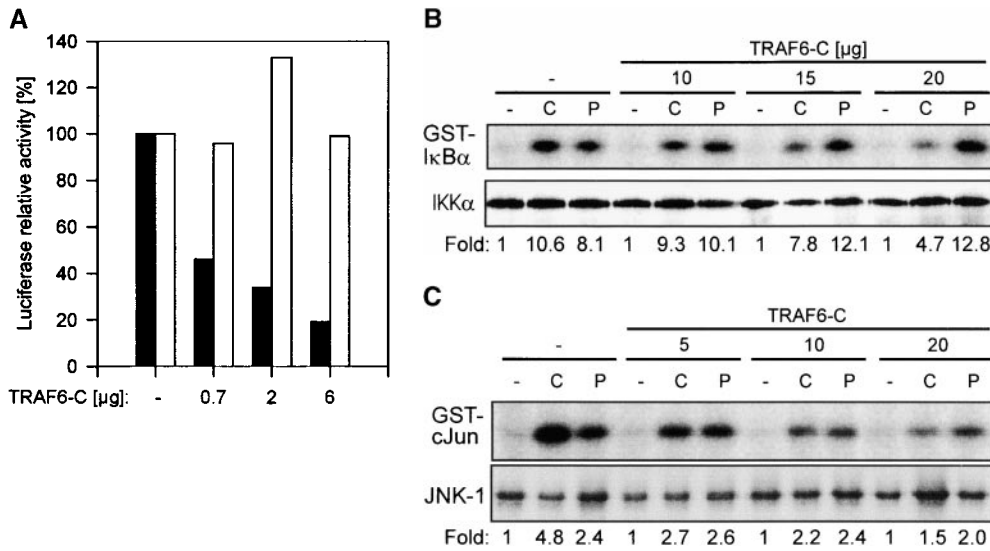 A
140
120
100
80
60
40
20
0
Luciferase relative activity [%]
TRAF6-C [µg]: - 0.7 2 6
B
TRAF6-C [µg]
- 10 15 20
- C P - C P - C P - C P
GST-
IκBα
IKKα
Fold: 1 10.6 8.1 1 9.3 10.1 1 7.8 12.1 1 4.7 12.8
C
TRAF6-C
- 5 10 20
- C P - C P - C P - C P
GST-
cJun
JNK-1
Fold: 1 4.8 2.4 1 2.7 2.6 1 2.2 2.4 1 1.5 2.0